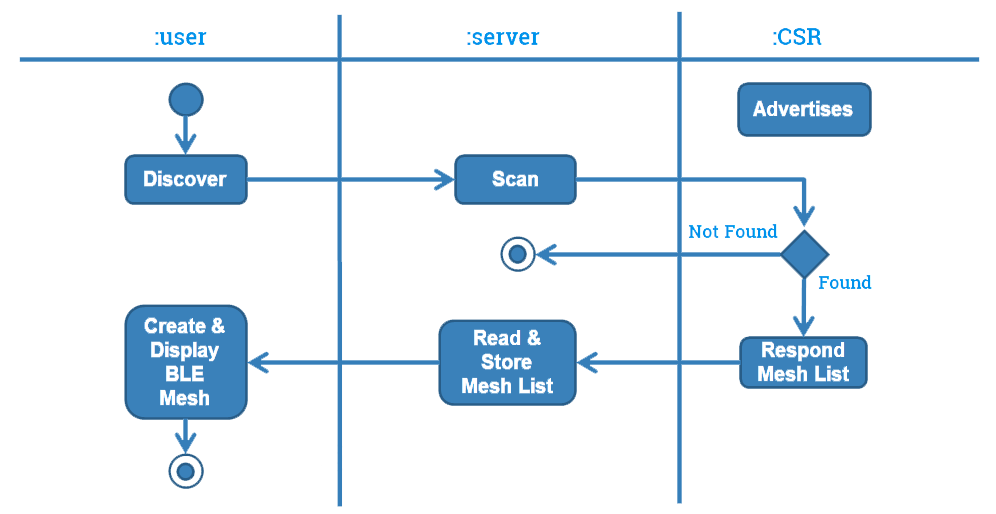 :user
:server
:CSR
Advertises
Discover
Scan
Not Found
Found
Create &
Display
BLE
Mesh
Read &
Store
Mesh List
Respond
Mesh List